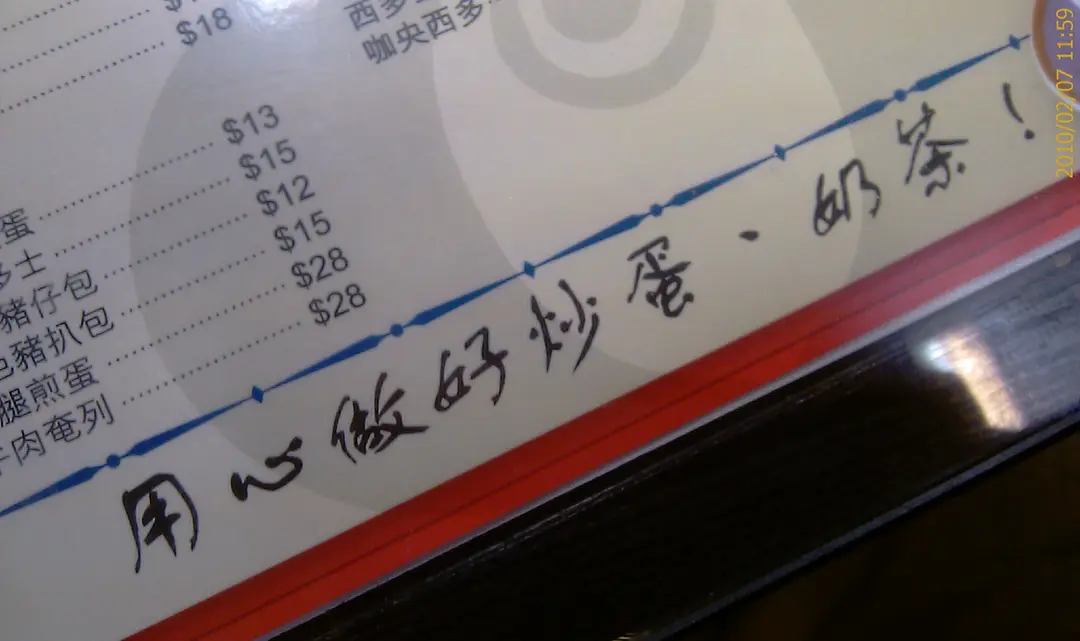 $18
西多
咖央西多
蛋 $13
多士 $15
豬仔包 $12
豬扒包 $15
腿煎蛋 $28
牛肉奄列 $28
用心做好炒蛋、奶茶!
2010/02/07 11:59